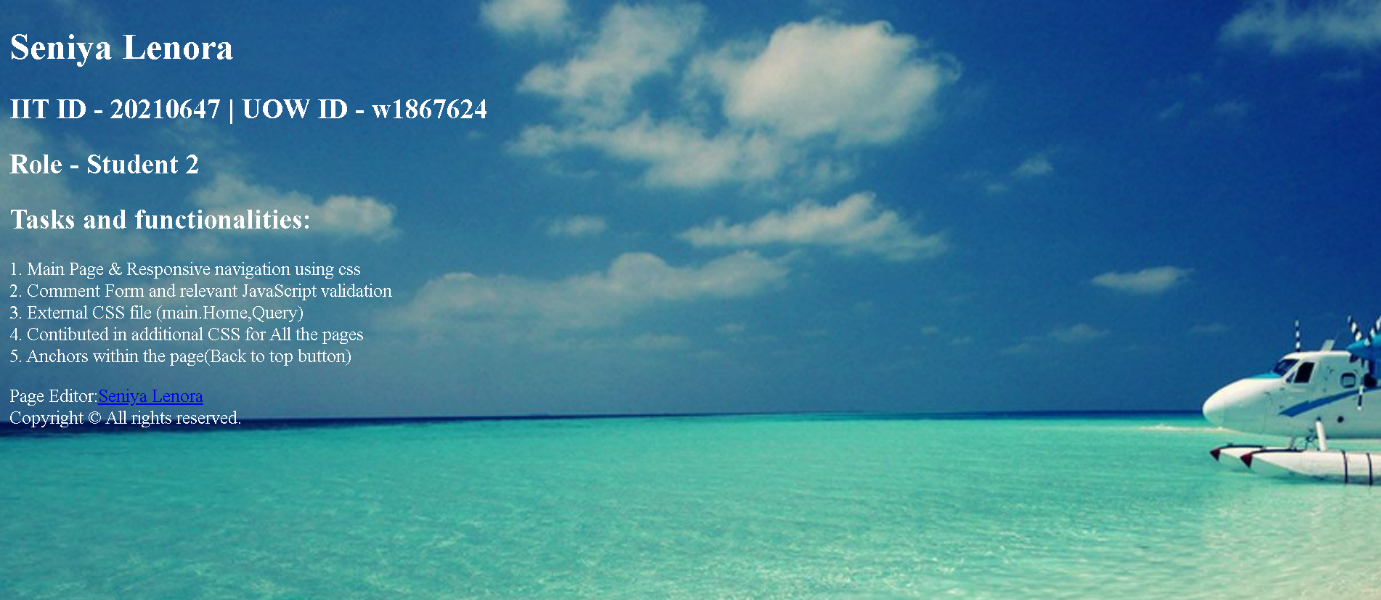 Seniya Lenora
IIT ID - 20210647 | UOW ID - w1867624
Role - Student 2
Tasks and functionalities:
1. Main Page & Responsive navigation using css
2. Comment Form and relevant JavaScript validation
3. External CSS file (main.Home,Query)
4. Contibuted in additional CSS for All the pages
5. Anchors within the page(Back to top button)
Page Editor:Seniya Lenora
Copyright © All rights reserved.